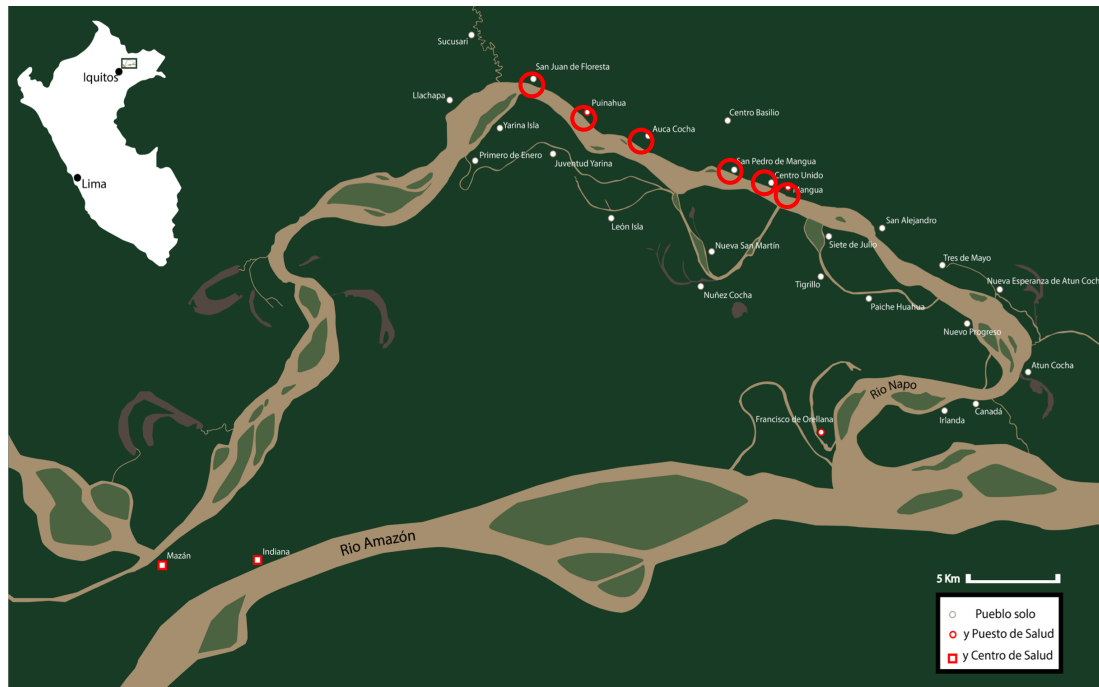 Iquitos
Lima
Sucusari
San Juan de Floresta
Llachapa
Puinahua
Yarina Isla
Auca Cocha
Centro Basilio
Primero de Enero
Juventud Yarina
San Pedro de Mangua
Centro Unido
Mangua
León Isla
San Alejandro
Nueva San Martín
Siete de Julio
Tres de Mayo
Nuñez Cocha
Tigrillo
Nueva Esperanza de Atun Coch
Paiche Huahua
Nuevo Progreso
Atun Cocha
Rio Napo
Francisco de Orellana
Irlanda
Canadá
Rio Amazón
Mazán
Indiana
5 Km
Pueblo solo
y Puesto de Salud
y Centro de Salud